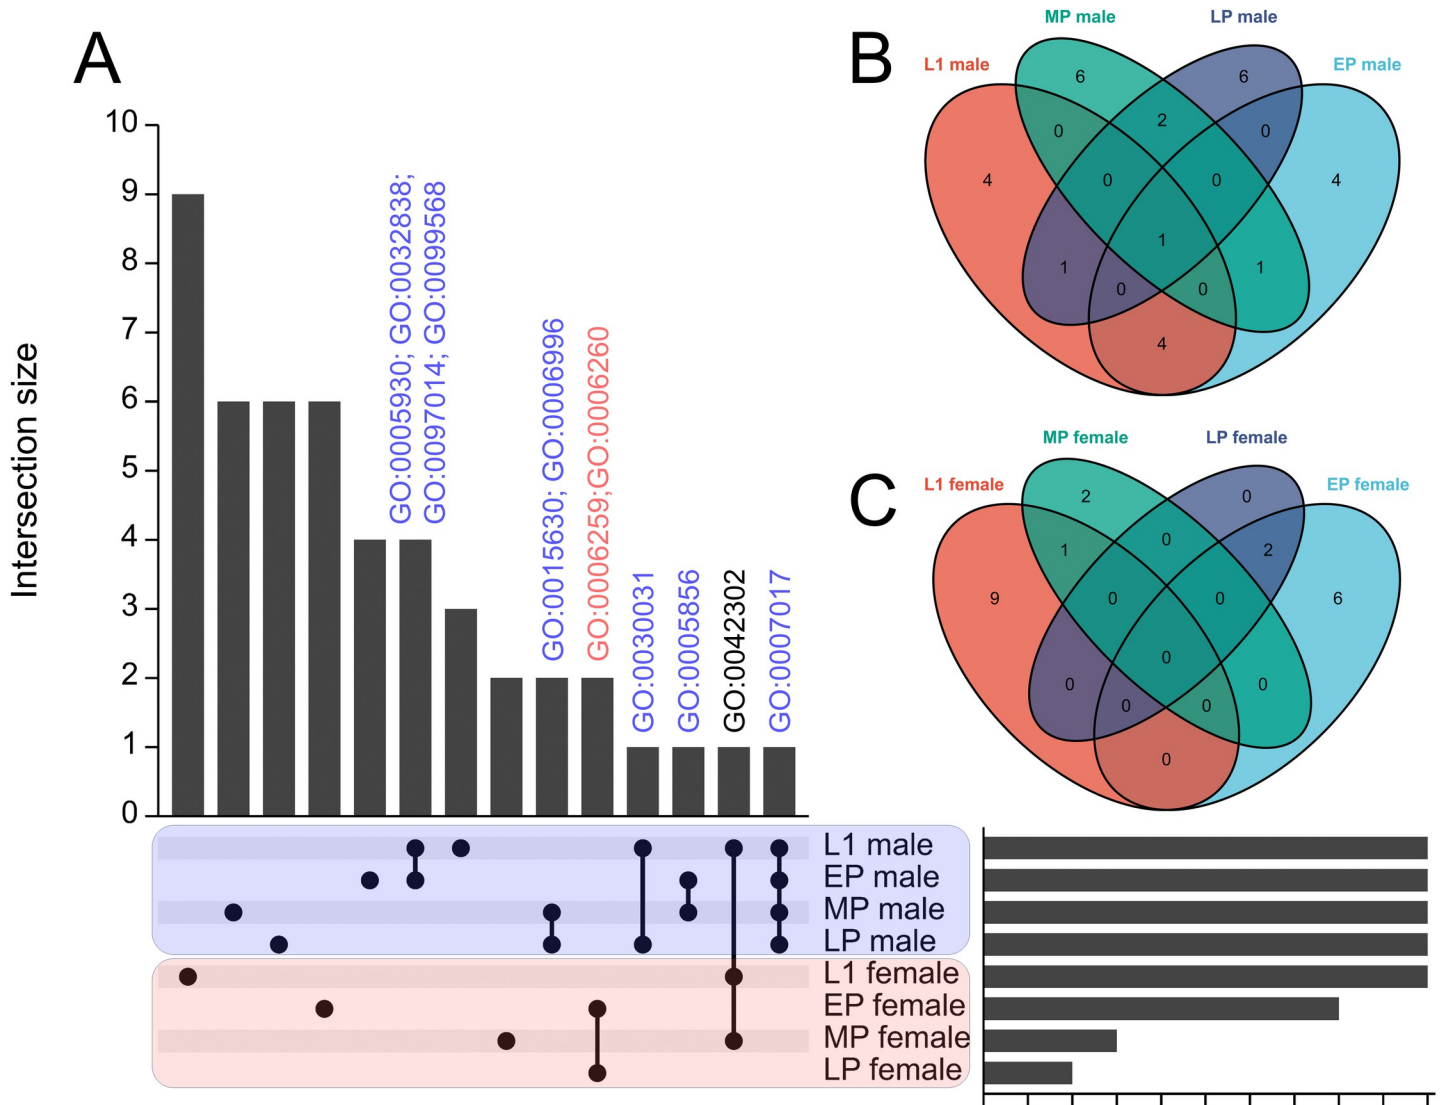 A
Intersection size
10
9
8
7
6
5
4
3
2
1
0
GO:0005930; GO:0032838;
GO:0097014; GO:0099568
GO:0015630; GO:0006996
GO:0006259;GO:0006260
GO:0030031
GO:0005856
GO:0042302
GO:0007017
L1 male
EP male
MP male
LP male
L1 female
EP female
MP female
LP female
B
MP male
LP male
L1 male
EP male
6
6
2
0
0
4
0
0
4
1
1
1
0
0
4
C
MP female
LP female
L1 female
EP female
2
0
0
1
2
9
0
0
6
0
0
0
0
0
0